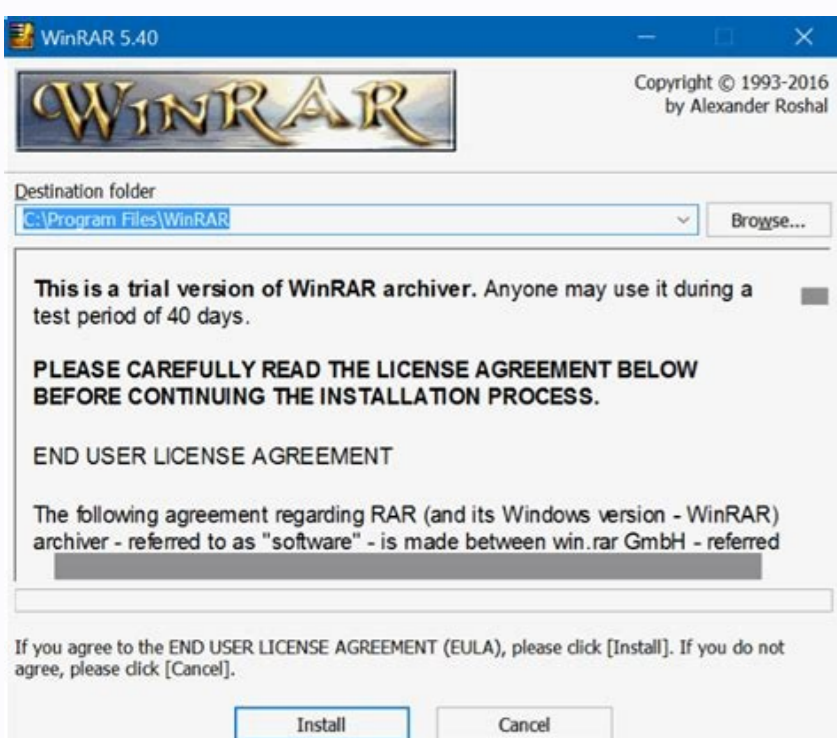 WinRAR 5.40
WINRAR
Copyright © 1993-2016
by Alexander Roshal
Destination folder
C:\Program Files\WinRAR
Browse...
This is a trial version of WinRAR archiver. Anyone may use it during a
test period of 40 days.
PLEASE CAREFULLY READ THE LICENSE AGREEMENT BELOW
BEFORE CONTINUING THE INSTALLATION PROCESS.
END USER LICENSE AGREEMENT
The following agreement regarding RAR (and its Windows version - WinRAR)
archiver - referred to as "software" - is made between win.rar GmbH - referred
If you agree to the END USER LICENSE AGREEMENT (EULA), please click [Install]. If you do not
agree, please click [Cancel].
Install
Cancel